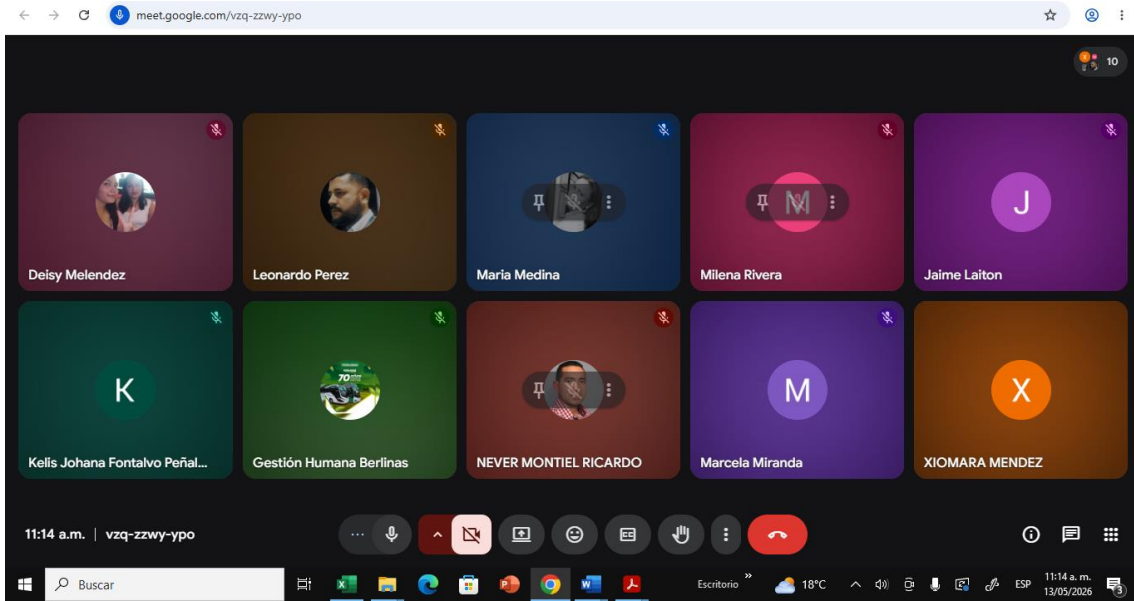 meet.google.com/vzq-zzwy-ypo
10
Deisy Melendez
Leonardo Perez
Maria Medina
M
Milena Rivera
J
Jaime Laiton
K
Kelis Johana Fontalvo Peñal...
70
Gestión Humana Berlinas
NEVER MONTIEL RICARDO
M
Marcela Miranda
X
XIOMARA MENDEZ
11:14 a.m. | vzq-zzwy-ypo
Buscar
Escritorio
18°C
ESP
11:14 a. m.
13/05/2026
3